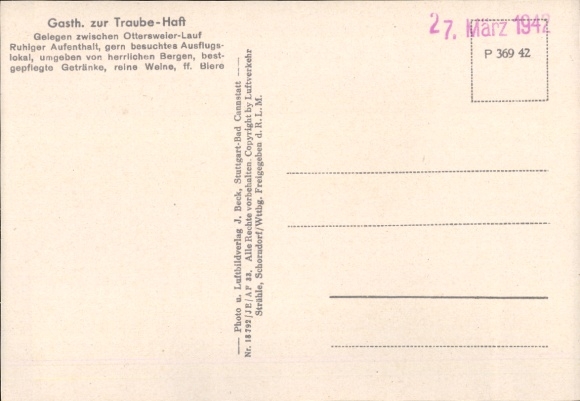 Gasth. zur Traube-Haft
Gelegen zwischen Ottersweier-Lauf
Ruhiger Aufenthalt, gern besuchtes Ausflugs-
lokal, umgeben von herrlichen Bergen, best-
gepflegte Getränke, reine Weine, ff. Biere
27. März 1942
P 369 42
— Photo u. Luftbildverlag J. Beck, Stuttgart-Bad Cannstatt —
Nr. 15792/JE/AF 33. Alle Rechte vorbehalten. Copyright by Luftverkehr
Strähle, Schorndorf/Wttbg. Freigegeben d. R. L. M.